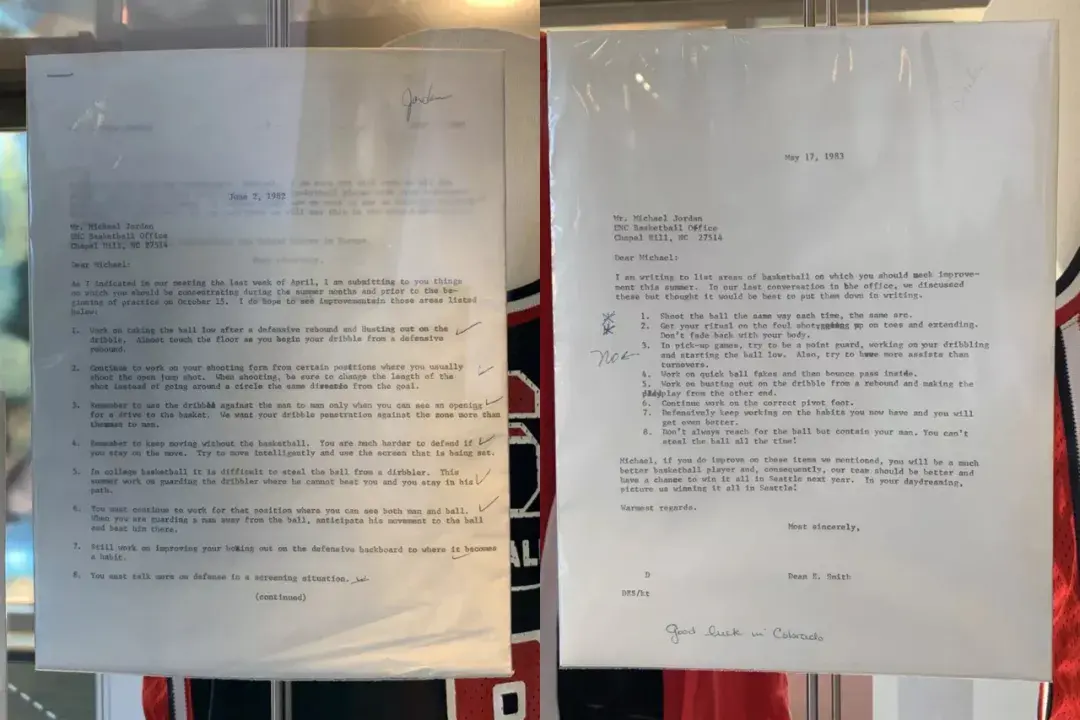 Jordan
June 2, 1982
Mr. Michael Jordan
UNC Basketball Office
Chapel Hill, NC 27514
Dear Michael:
As I indicated in our meeting the last week of April, I am submitting to you things
on which you should be concentrating during the summer months and prior to the be-
ginning of practice on October 15. I do hope to see improvementain those areas listed
below:
1. Work on taking the ball low after a defensive rebound and busting out on the
dribble. Almost touch the floor as you begin your dribble from a defensive
rebound.
2. Continue to work on your shooting form from certain positions where you usually
shoot the open jump shot. When shooting, be sure to change the length of the
shot instead of going around a circle the same from the goal.
3. Remember to use the dribble against the man to man only when you can see an opening
for a drive to the basket. We want your dribble penetration against the zone more than
man to man.
4. Remember to keep moving without the basketball. You are much harder to defend if
you stay on the move. Try to move intelligently and use the screen that is being set.
5. In college basketball it is difficult to steal the ball from a This
summer work on guarding the dribbler where he cannot beat you and you stay in his
path.
6. You must continue to work for that position where you can see both man and ball.
When you are guarding a man away from the ball, anticipate his movement to the ball
and beat him there.
7. Still work on improving your out on the defensive backboard to where it becomes
a habit.
8. You must talk more on defense in a screening situation.
(continued)
AL
May 17, 1983
Mr. Michael Jordan
UNC Basketball Office
Chapel Hill, NC 27514
Dear Michael:
I am writing to list areas of basketball on which you should improve-
ment this summer. To our last conversation in the office, we discussed
these but thought it would be best to put them down in writing.
1. Shoot the ball the same way each time, the same arc.
2. Get your ritual on the foul shot up on toes and extending.
Don't fade back with your body.
3. In pick-up games, try to be a point guard, working on your dribbling
and starting the ball low. Also, try to have more assists than
turnovers.
4. Work on quick ball fakes and then bounce pass inside.
5. Work on busting out on the dribble from a rebound and making the
play from the other end.
6. Continue work on the correct pivot foot.
7. Defensively keep working on the habits you now have and you will
get even better.
8. Don't always reach for the ball but contain your man. You can't
steal the ball all the time!
Michael, if you do improve on these items we mentioned, you will be a much
better basketball player and, consequently, our team should be better and
have a chance to win it all in Seattle next year. In your daydreaming,
picture us winning it all in Seattle!
Warmest regards.
Most sincerely,
D
Dean E. Smith
DES/kt
Good luck in Colorado